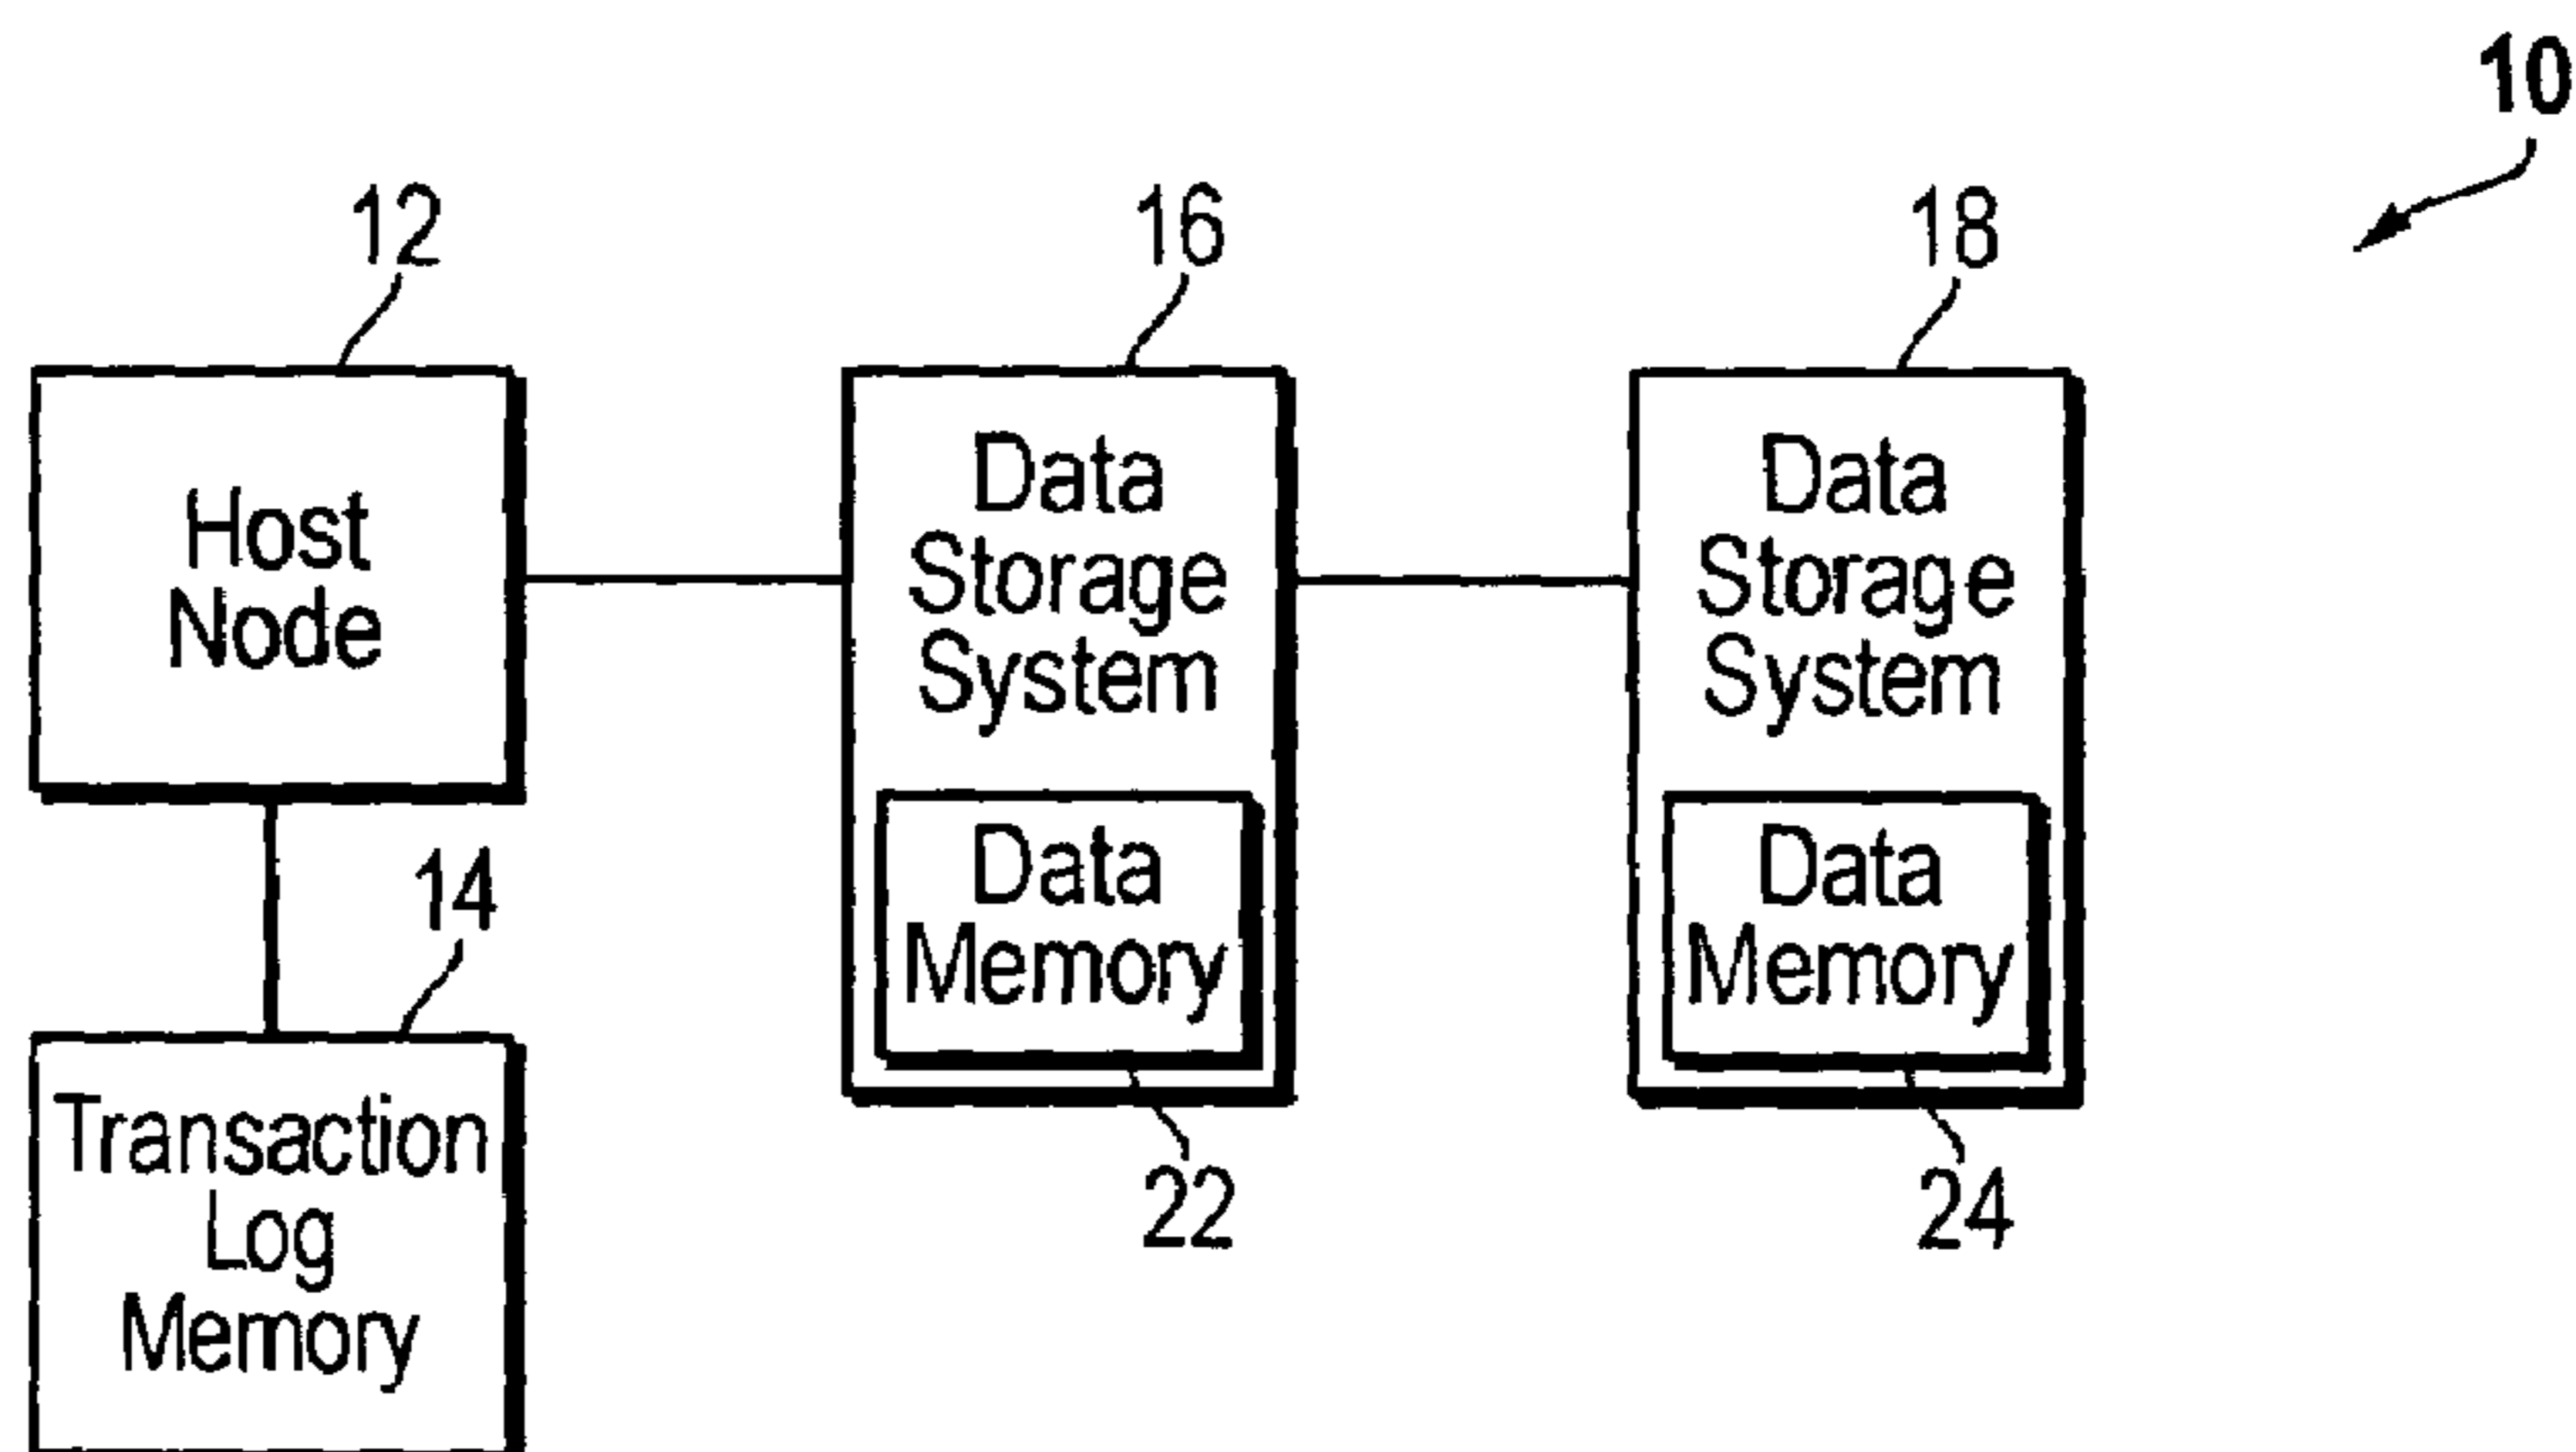 10
12
16
18
Host
Node
Data
Storage
System
Data
Storage
System
14
Data
Memory
Data
Memory
Transaction
Log
Memory
22
24